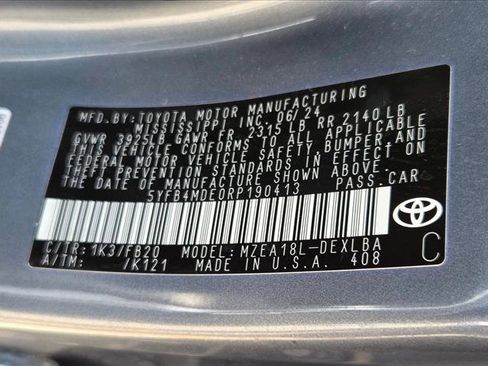 MFD. BY: TOYOTA MOTOR MANUFACTURING
MISSISSIPPI, INC. 06/24
GVWR 3925LB GAWR FR 2315 LB RR 2140LB
THIS VEHICLE CONFORMS TO ALL APPLICABLE
FEDERAL MOTOR VEHICLE SAFETY, BUMPER, AND
THEFT PREVENTION STANDARDS IN EFFECT
ON THE DATE OF MANUFACTURE SHOWN ABOVE.
5YFB4MDE0RP190413 PASS.CAR
C/TR: 1K3/FB20 MODEL: MZEA18L-DEXLBA
A/TM: /K121 MADE IN U.S.A. 408
C